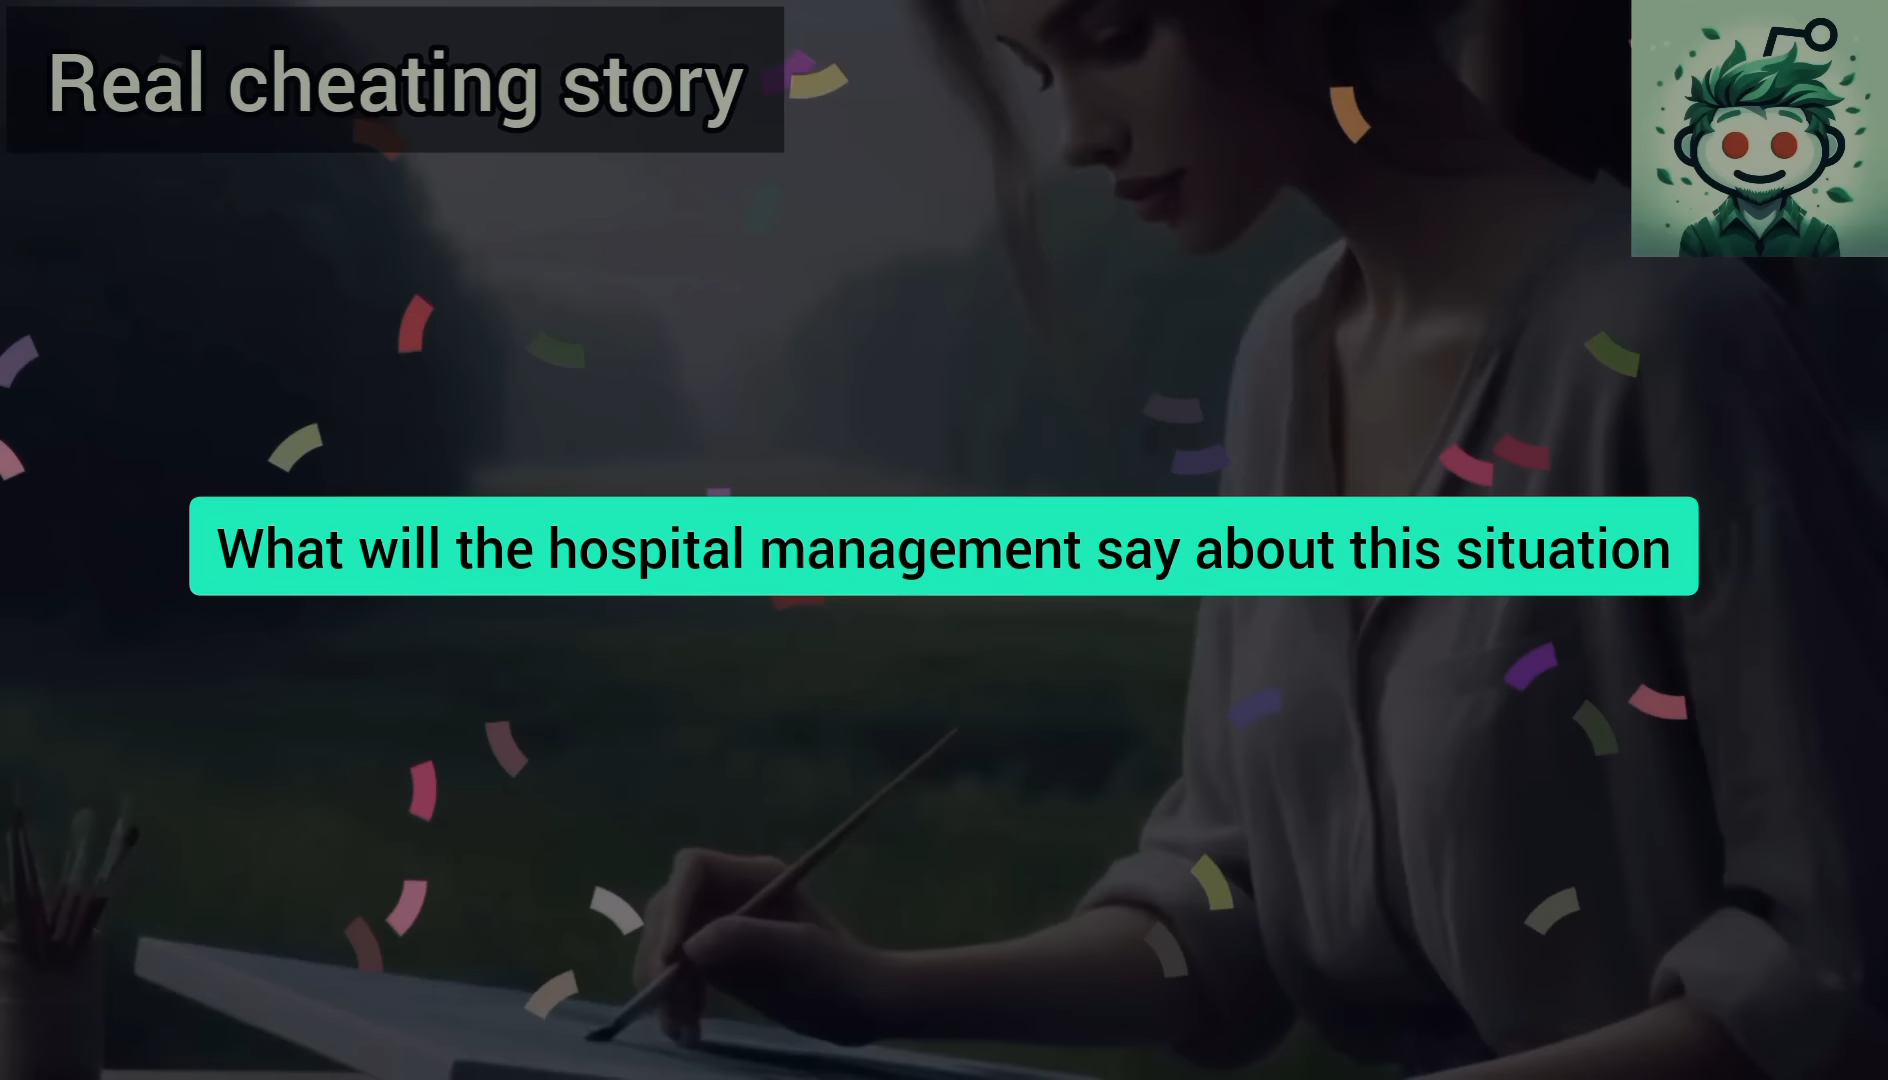 Real cheating story
What will the hospital management say about this situation